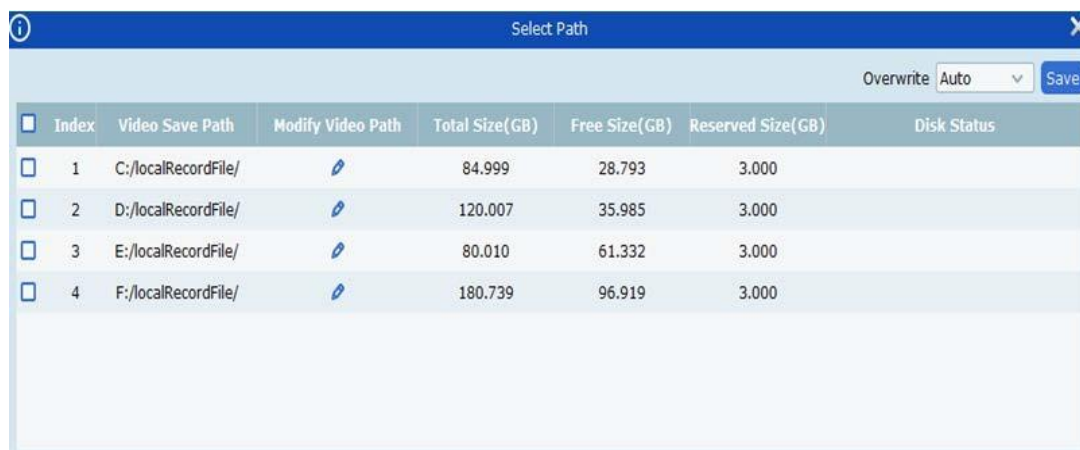 Select Path
Overwrite Auto Save
Index Video Save Path Modify Video Path Total Size(GB) Free Size(GB) Reserved Size(GB) Disk Status
1 C:/localRecordFile/ 84.999 28.793 3.000
2 D:/localRecordFile/ 120.007 35.985 3.000
3 E:/localRecordFile/ 80.010 61.332 3.000
4 F:/localRecordFile/ 180.739 96.919 3.000